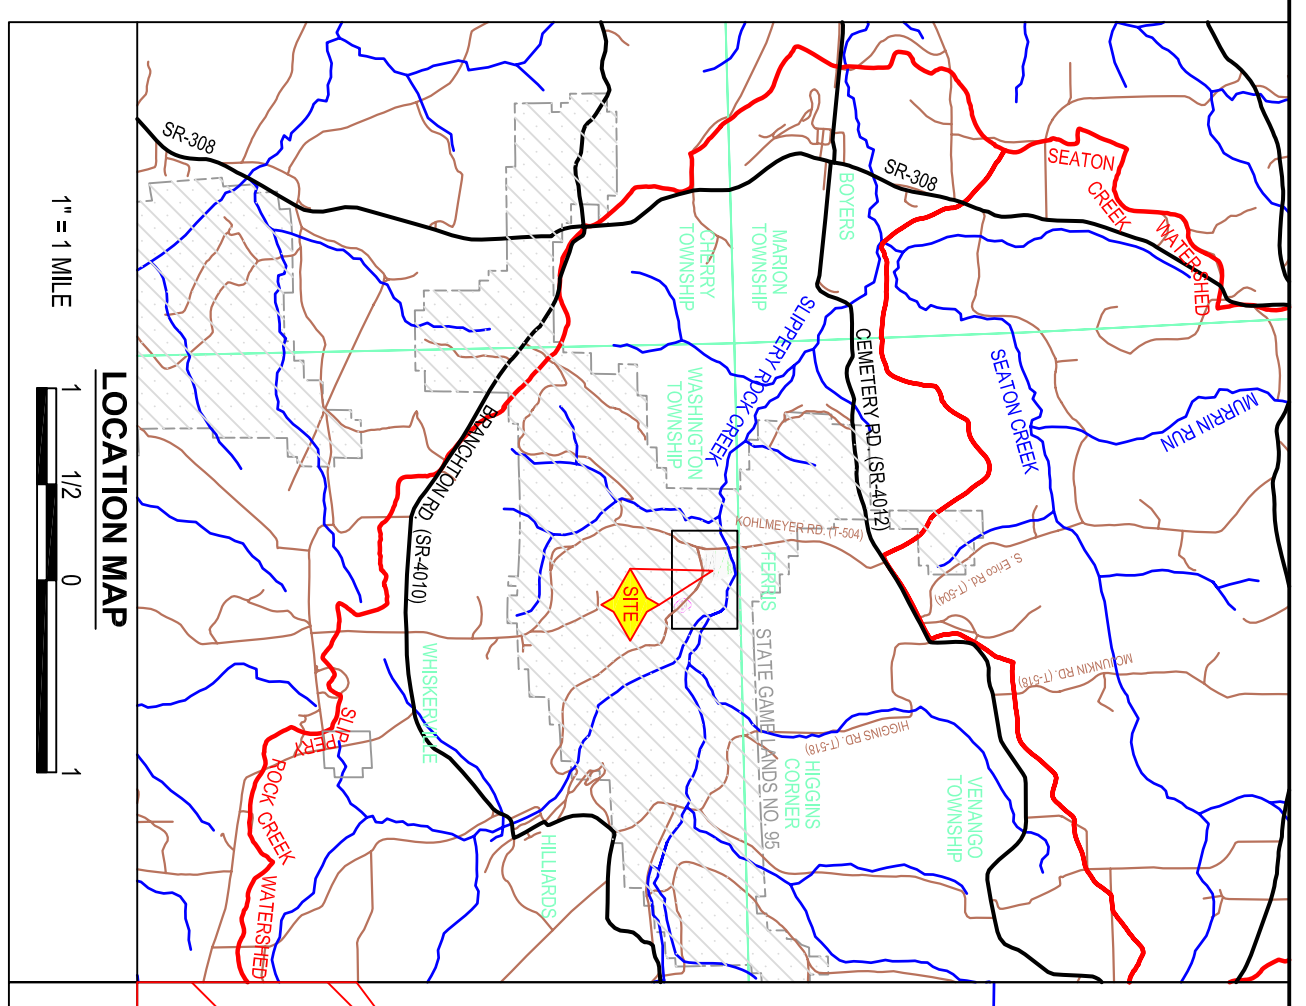 SR-308
SEATON
CREEK
WATERSHED
BOYERS
SR-308
MARION
TOWNSHIP
CHERRY
TOWNSHIP
SLIPPERY ROCK CREEK
CEMETERY RD. (SR-4012)
SEATON CREEK
MURRIN RUN
WASHINGTON
TOWNSHIP
BRANCHTON RD. (SR-4010)
KOHLMEYER RD. (T-504)
FERRIS
S. Erico Rd. (T-504)
SITE
STATE GAME LANDS NO. 95
MCJUNKIN RD. (T-518)
HIGGINS RD. (T-518)
WHISKERVILLE
HIGGINS
CORNER
VENANGO
TOWNSHIP
HILLIARDS
SLIPPERY
ROCK CREEK
WATERSHED
LOCATION MAP
1 1/2 0 1
1" = 1 MILE